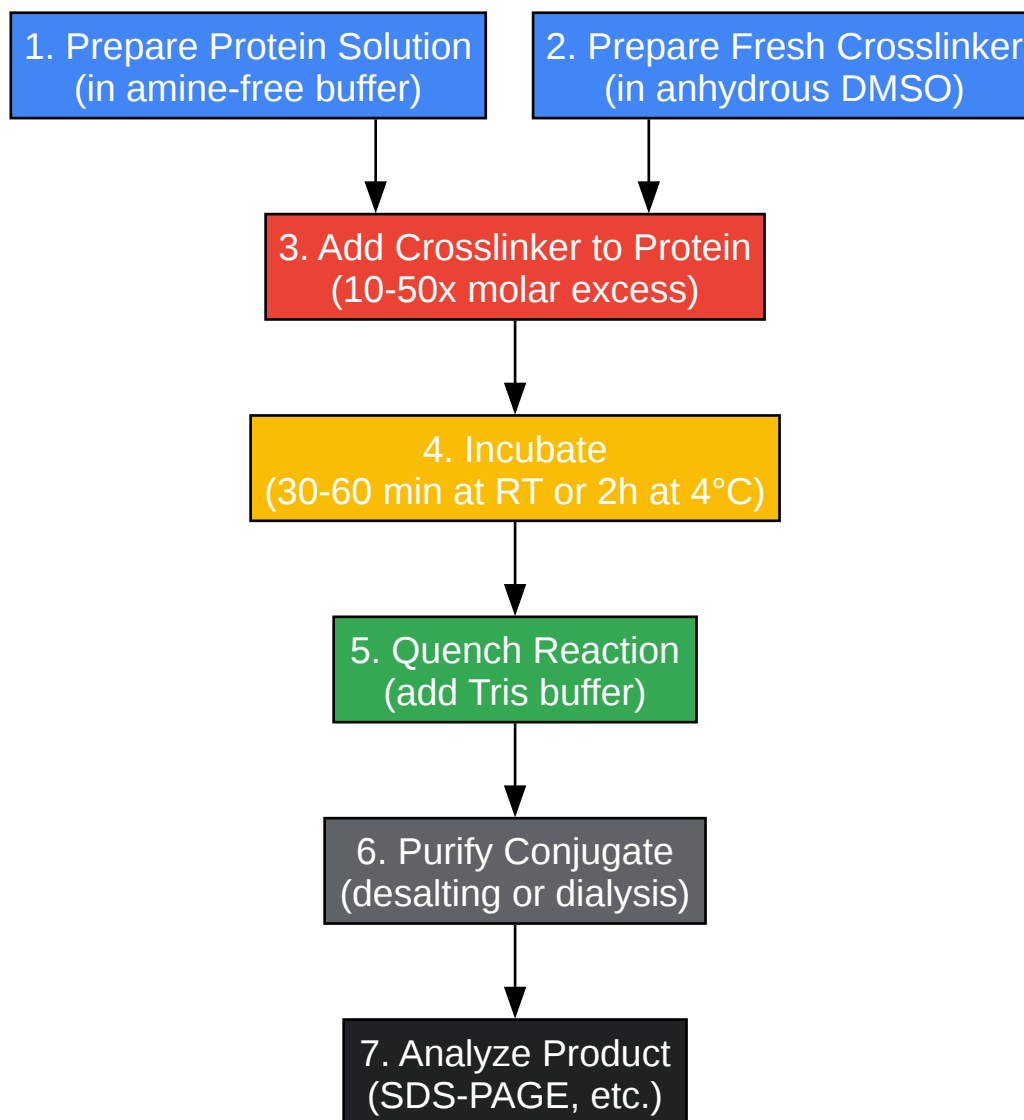 1. Prepare Protein Solution
(in amine-free buffer)
2. Prepare Fresh Crosslinker
(in anhydrous DMSO)
3. Add Crosslinker to Protein
(10-50x molar excess)
4. Incubate
(30-60 min at RT or 2h at 4°C)
5. Quench Reaction
(add Tris buffer)
6. Purify Conjugate
(desalting or dialysis)
7. Analyze Product
(SDS-PAGE, etc.)